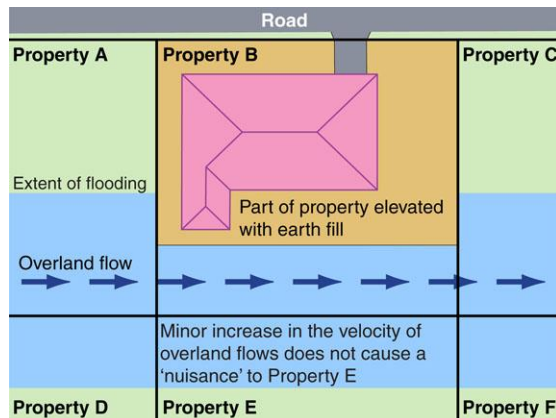 Road
Property A
Property B
Property C
Extent of flooding
Part of property elevated
with earth fill
Overland flow
Minor increase in the velocity of
overland flows does not cause a
‘nuisance’ to Property E
Property D
Property E
Property F